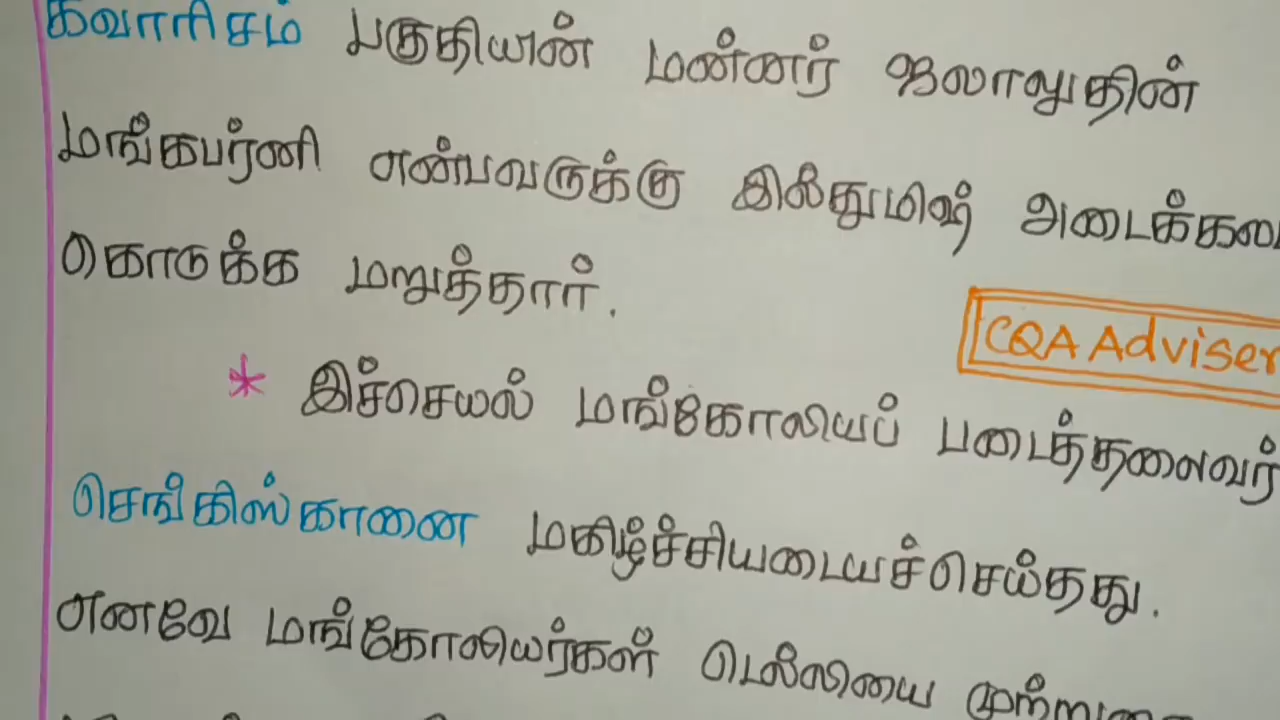 கவாரிசம் பகுதியின் மன்னர் ஜலாலுதின்
மங்கபர்னி என்பவருக்கு இல்துமிஷ் அடைக்கல
கொடுக்க மறுத்தார்.
CQA Adviser
* இச்செயல் மங்கோலியப் படைத்தலைவர்
செங்கிஸ்கானை மகிழ்ச்சியடையச்செய்தது.
எனவே மங்கோலியர்கள் டெல்லியை